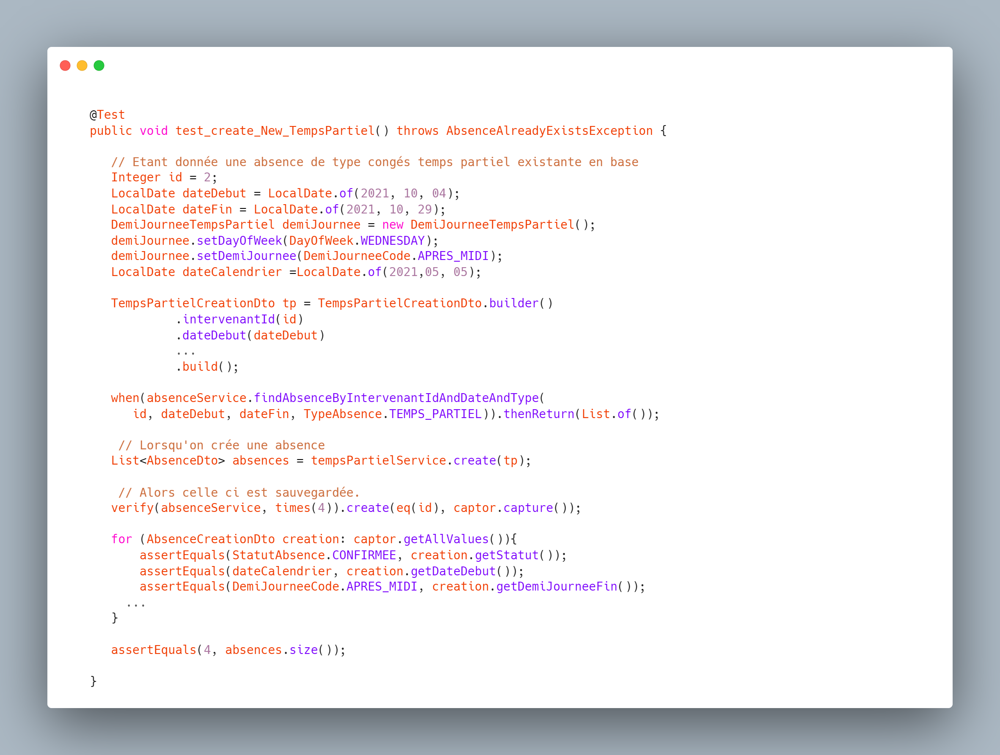 @Test
public void test_create_New_TempsPartiel() throws AbsenceAlreadyExistsException {
// Etant donnée une absence de type congés temps partiel existante en base
Integer id = 2;
LocalDate dateDebut = LocalDate.of(2021, 10, 04);
LocalDate dateFin = LocalDate.of(2021, 10, 29);
DemiJourneeTempsPartiel demiJournee = new DemiJourneeTempsPartiel();
demiJournee.setDayOfWeek(DayOfWeek.WEDNESDAY);
demiJournee.setDemiJournee(DemiJourneeCode.APRES_MIDI);
LocalDate dateCalendrier =LocalDate.of(2021,05, 05);
TempsPartielCreationDto tp = TempsPartielCreationDto.builder()
.intervenantId(id)
.dateDebut(dateDebut)
...
.build();
when(absenceService.findAbsenceByIntervenantIdAndDateAndType(
id, dateDebut, dateFin, TypeAbsence.TEMPS_PARTIEL)).thenReturn(List.of());
// Lorsqu'on crée une absence
List<AbsenceDto> absences = tempsPartielService.create(tp);
// Alors celle ci est sauvegardée.
verify(absenceService, times(4)).create(eq(id), captor.capture());
for (AbsenceCreationDto creation: captor.getAllValues()){
assertEquals(StatutAbsence.CONFIRMEE, creation.getStatut());
assertEquals(dateCalendrier, creation.getDateDebut());
assertEquals(DemiJourneeCode.APRES_MIDI, creation.getDemiJourneeFin());
...
}
assertEquals(4, absences.size());
}